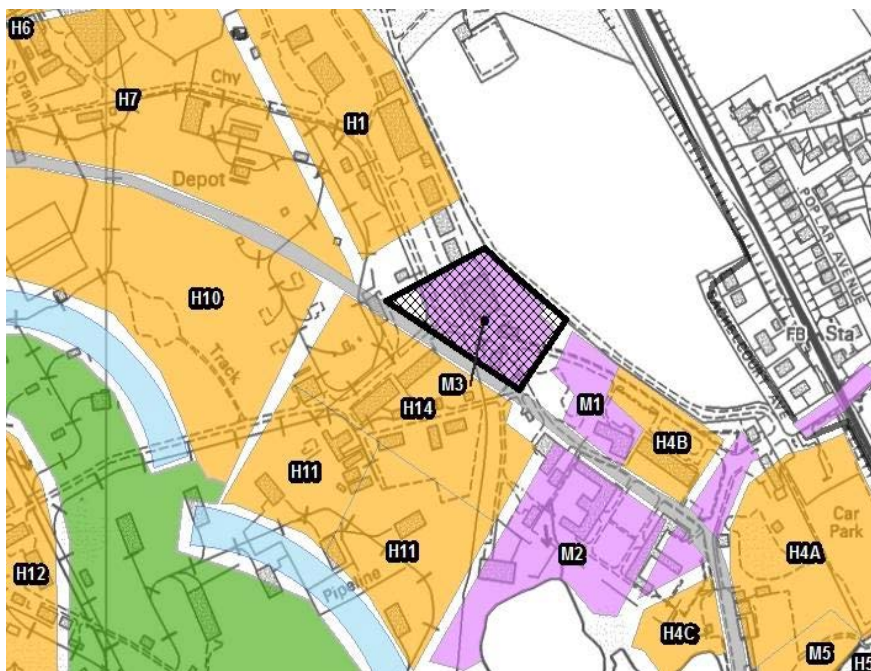 H6
Drain
H7
Chy
H1
Depot
H10
Track
M3
H14
H11
H11
Pipeline
H12
M1
H4B
M2
H4A
H4C
M5
Car
Park
POPLAR AVENUE
FB
Sta